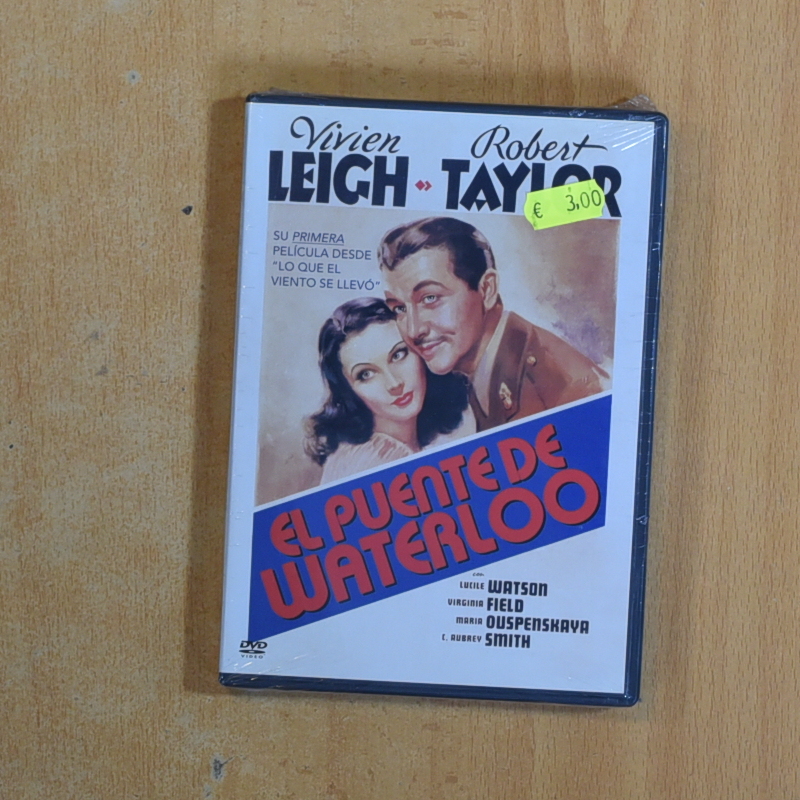 Vivien Robert
LEIGH TAYLOR
€ 3,00
SU PRIMERA
PELÍCULA DESDE
"LO QUE EL
VIENTO SE LLEVÓ"
EL PUENTE DE
WATERLOO
con
LUCILE WATSON
VIRGINIA FIELD
MARIA OUSPENSKAYA
C. AUBREY SMITH
DVD
VIDEO